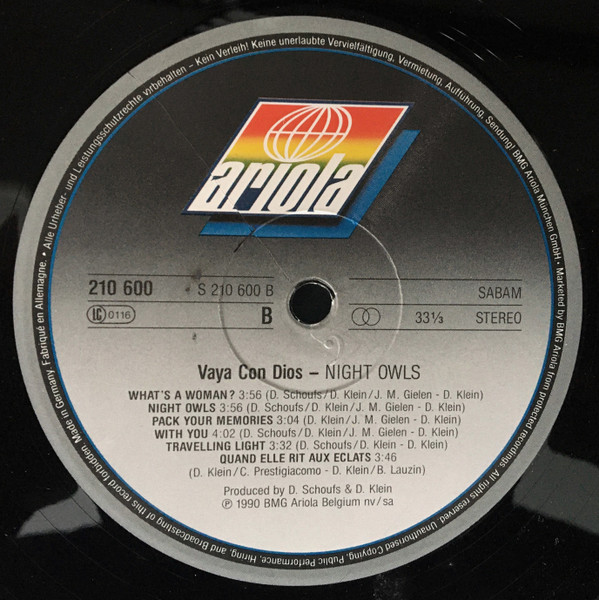 Alle Urheber- und Leistungsschutzrechte vorbehalten – Kein Verleih! Keine unerlaubte Vervielfältigung, Vermietung, Aufführung, Sendung! BMG Ariola München GmbH • Marketed by BMG Ariola
from protected recordings. All rights reserved. Unauthorised Copying, Public Performance, Hiring, and Broadcasting of this record forbidden. Made in Germany. Fabriqué en Allemagne. •
ariola
210 600
S 210 600 B
SABAM
LC 0116
B
33⅓
STEREO
Vaya Con Dios – NIGHT OWLS
WHAT'S A WOMAN? 3:56 (D. Schoufs/D. Klein/J. M. Gielen - D. Klein)
NIGHT OWLS 3:56 (D. Schoufs/D. Klein/J. M. Gielen - D. Klein)
PACK YOUR MEMORIES 3:04 (D. Klein/J. M. Gielen - D. Klein)
WITH YOU 4:02 (D. Schoufs/D. Klein/J. M. Gielen - D. Klein)
TRAVELLING LIGHT 3:32 (D. Schoufs/D. Klein - D. Klein)
QUAND ELLE RIT AUX ECLATS 3:46
(D. Klein/C. Prestigiacomo - D. Klein/B. Lauzin)
Produced by D. Schoufs & D. Klein
℗ 1990 BMG Ariola Belgium nv/sa